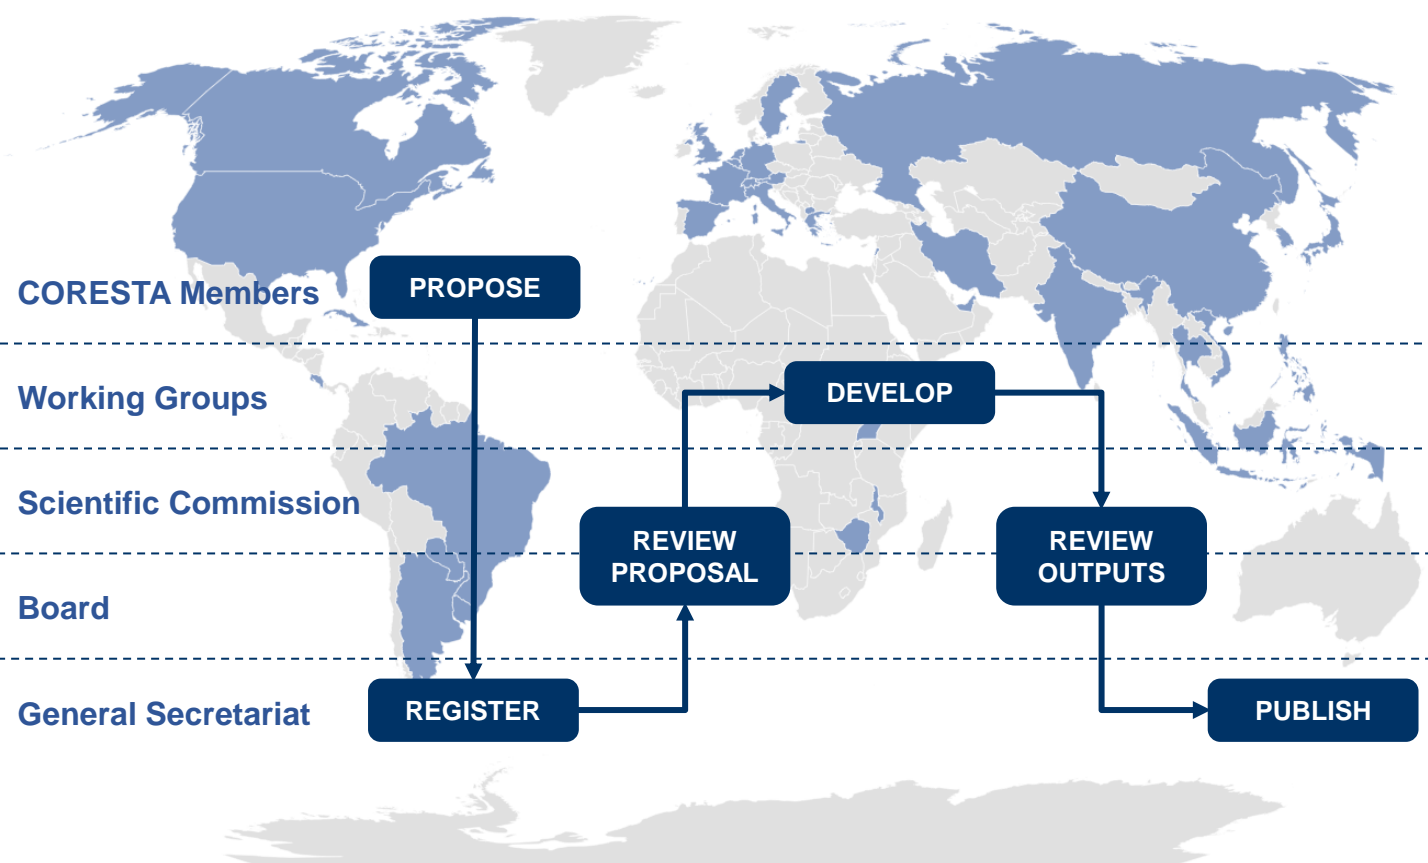 CORESTA Members
PROPOSE
Working Groups
DEVELOP
Scientific Commission
REVIEW
PROPOSAL
REVIEW
OUTPUTS
Board
General Secretariat
REGISTER
PUBLISH